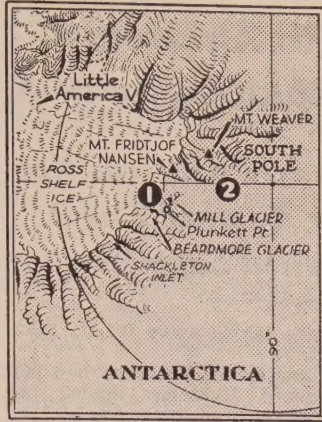 Little
America V
MT. WEAVER
MT. FRIDTJOF
NANSEN
SOUTH
POLE
ROSS
SHELF
ICE
1
2
MILL GLACIER
Plunkett Pt.
BEARDMORE GLACIER
SHACKLETON
INLET
90°
ANTARCTICA